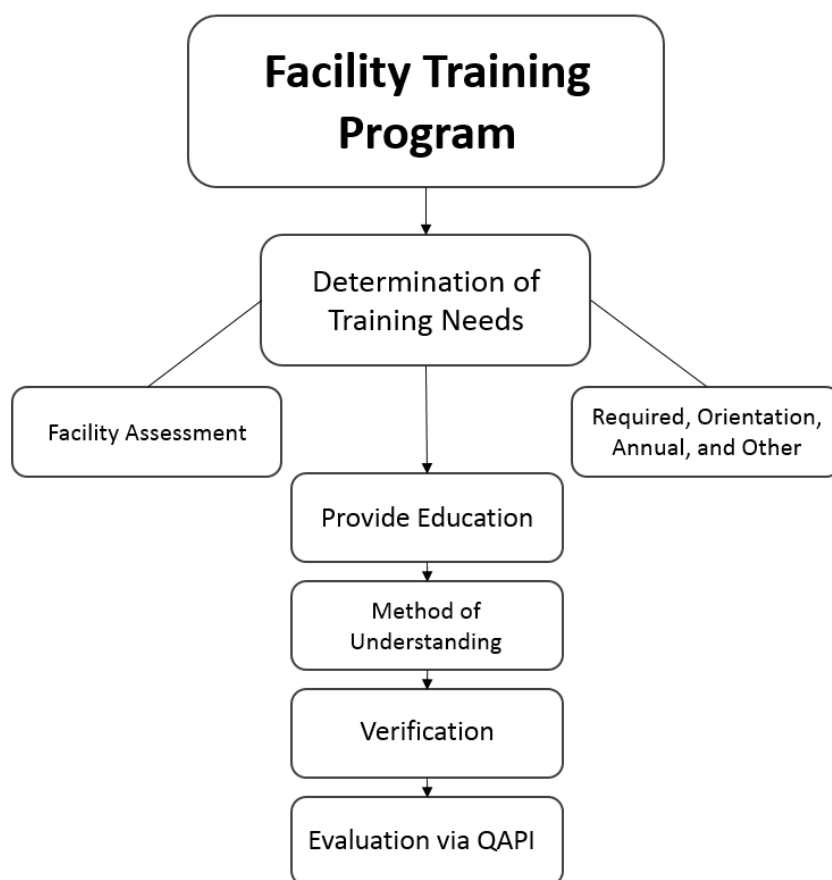 Facility Training
Program
Determination of
Training Needs
Facility Assessment
Required, Orientation,
Annual, and Other
Provide Education
Method of
Understanding
Verification
Evaluation via QAPI